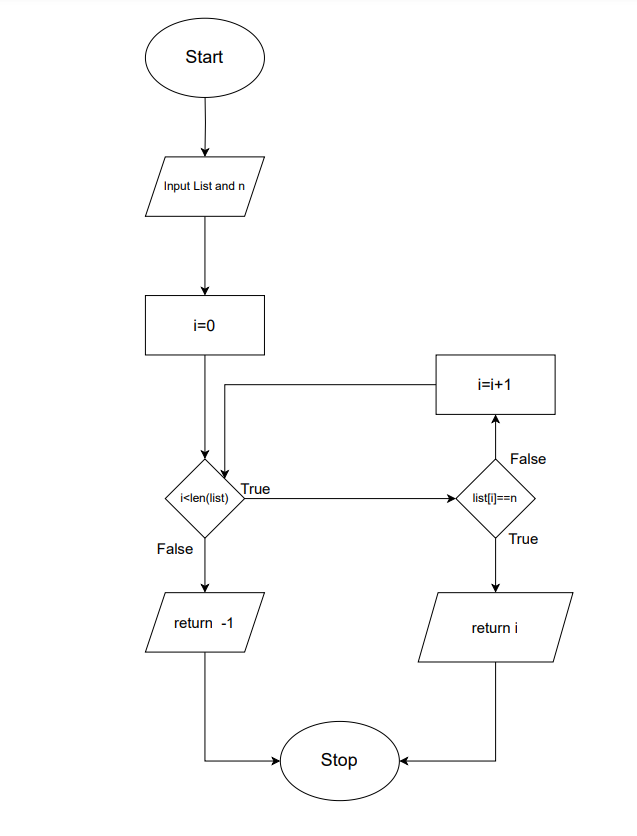 Start
Input List and n
i=0
i=i+1
False
i<len(list)
True
list[i]==n
False
True
return -1
return i
Stop